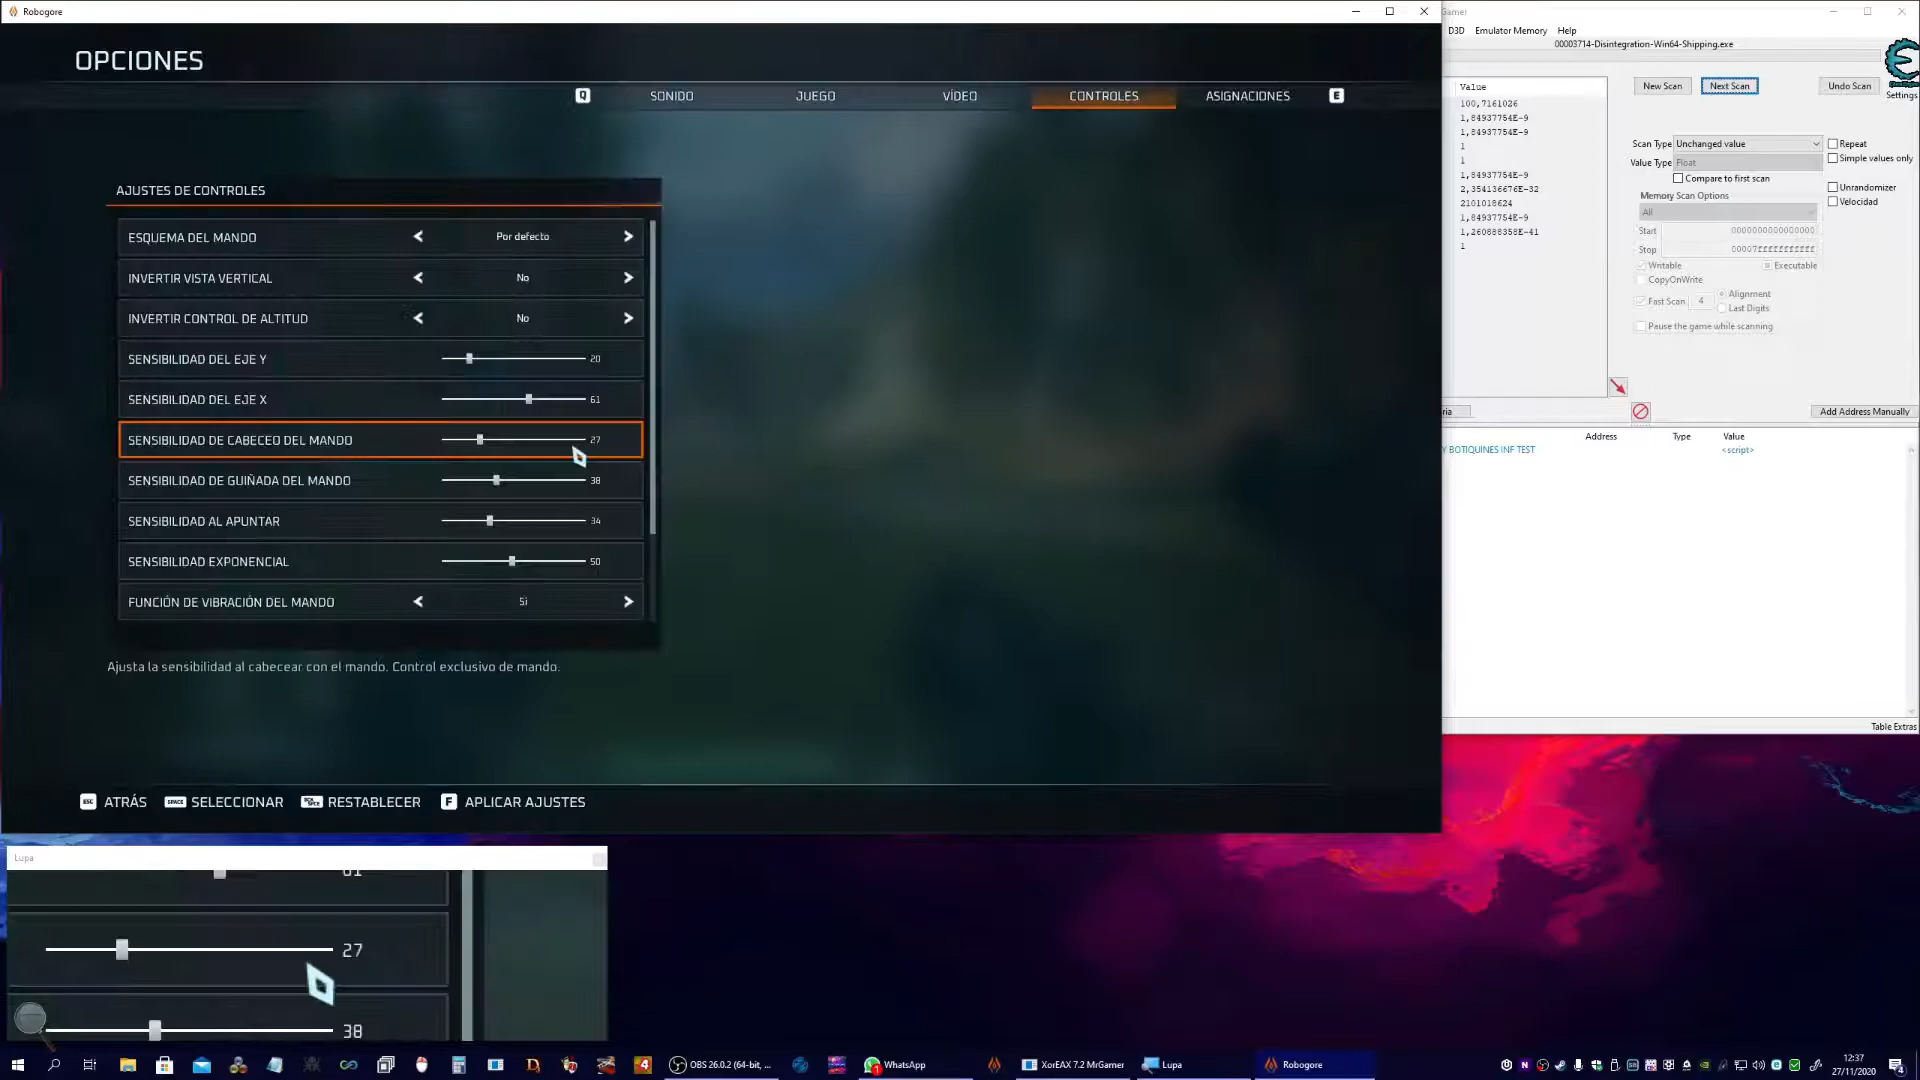 Robogore
OPCIONES
Q SONIDO JUEGO VÍDEO CONTROLES ASIGNACIONES E
AJUSTES DE CONTROLES
ESQUEMA DEL MANDO Por defecto
INVERTIR VISTA VERTICAL No
INVERTIR CONTROL DE ALTITUD No
SENSIBILIDAD DEL EJE Y 20
SENSIBILIDAD DEL EJE X 61
SENSIBILIDAD DE CABECEO DEL MANDO 27
SENSIBILIDAD DE GUIÑADA DEL MANDO 38
SENSIBILIDAD AL APUNTAR 34
SENSIBILIDAD EXPONENCIAL 50
FUNCIÓN DE VIBRACIÓN DEL MANDO Sí
Ajusta la sensibilidad al cabecear con el mando. Control exclusivo de mando.
ESC ATRÁS SPACE SELECCIONAR RESTABLECER F APLICAR AJUSTES
Gamer
D3D Emulator Memory Help
00003714-Disintegration-Win64-Shipping.exe
Value
100,7161026
1,84937754E-9
1,84937754E-9
1
1
1,84937754E-9
2,354136676E-32
2101018624
1,84937754E-9
1,260888358E-41
1
New Scan Next Scan Undo Scan
Settings
Scan Type Unchanged value Repeat
Value Type Float Simple values only
Compare to first scan
Memory Scan Options Unrandomizer
All Velocidad
Start 0000000000000000
Stop 00007fffffffffff
Writable Executable
CopyOnWrite
Fast Scan 4 Alignment
Last Digits
Pause the game while scanning
ria Add Address Manually
Address Type Value
Y BOTIQUINES INF TEST <script>
Table Extras
Lupa
61
27
38
OBS 26.0.2 (64-bit, ... WhatsApp XorEAX 7.2 MrGamer Lupa Robogore
12:37
27/11/2020